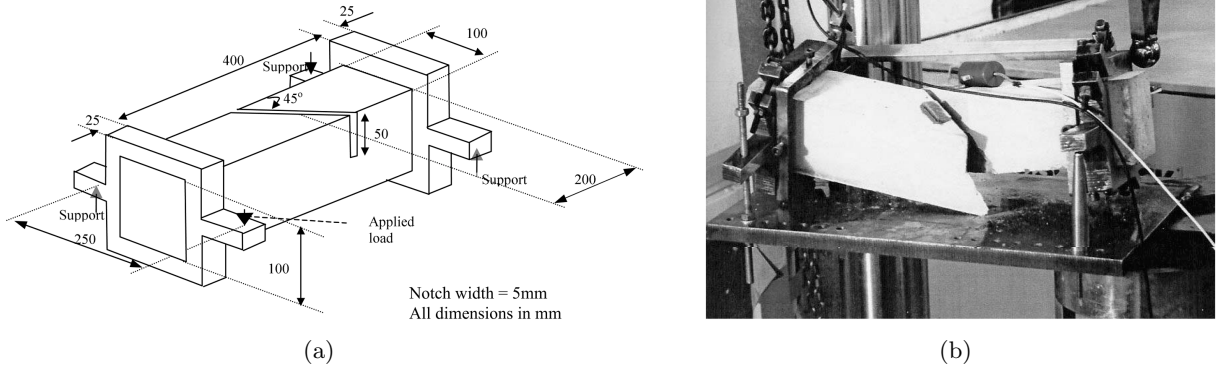 25
400
100
Support
45°
25
50
Support
200
Support
Applied
load
250
100
Notch width = 5mm
All dimensions in mm
(a)
(b)